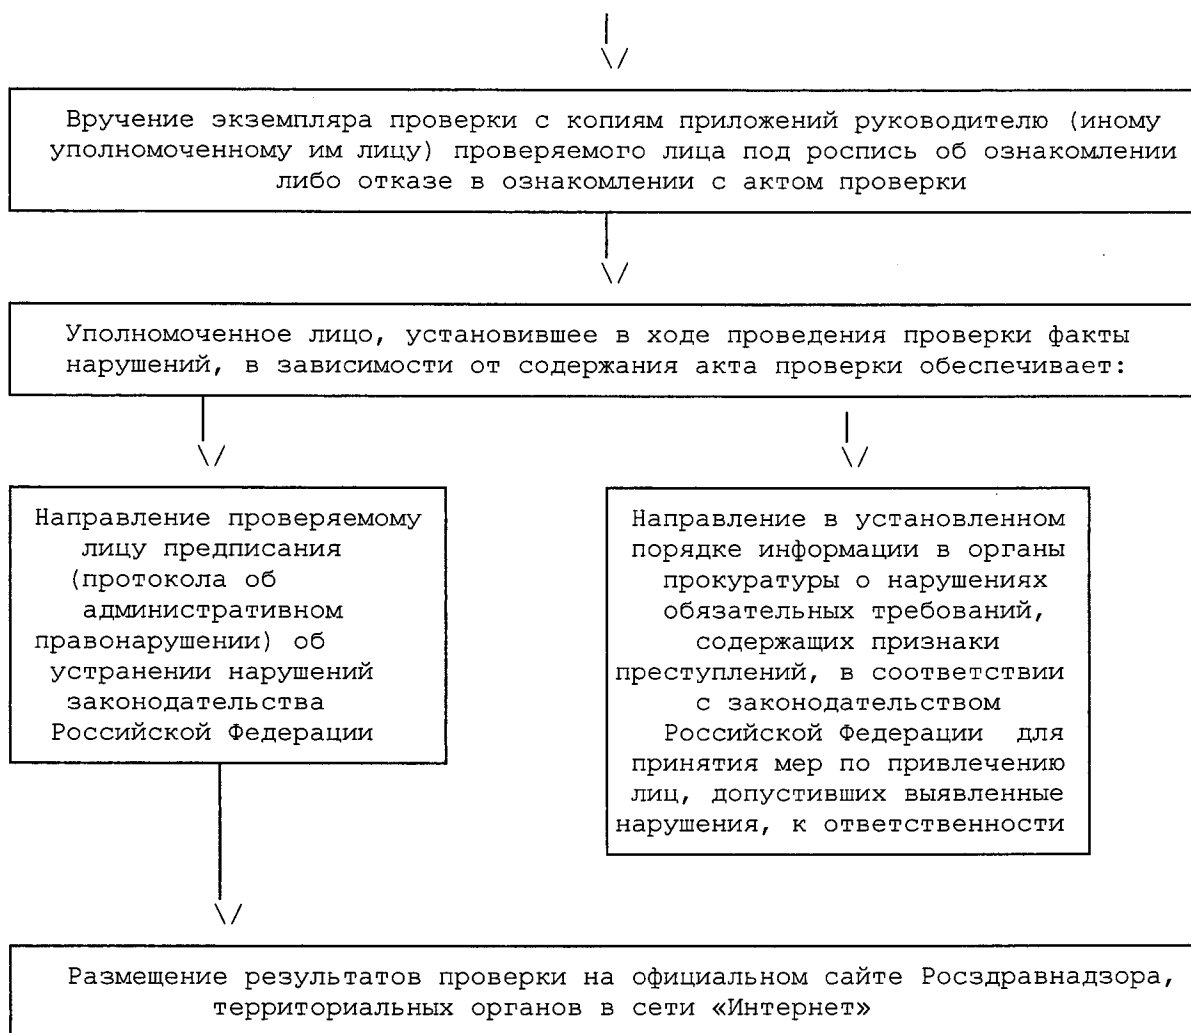 Вручение экземпляра проверки с копиям приложений руководителю (иному
уполномоченному им лицу) проверяемого лица под роспись об ознакомлении
либо отказе в ознакомлении с актом проверки
Уполномоченное лицо, установившее в ходе проведения проверки факты
нарушений, в зависимости от содержания акта проверки обеспечивает:
Направление проверяемому
лицу предписания
(протокола об
административном
правонарушении) об
устранении нарушений
законодательства
Российской Федерации
Направление в установленном
порядке информации в органы
прокуратуры о нарушениях
обязательных требований,
содержащих признаки
преступлений, в соответствии
с законодательством
Российской Федерации для
принятия мер по привлечению
лиц, допустивших выявленные
нарушения, к ответственности
Размещение результатов проверки на официальном сайте Росздравнадзора,
территориальных органов в сети «Интернет»